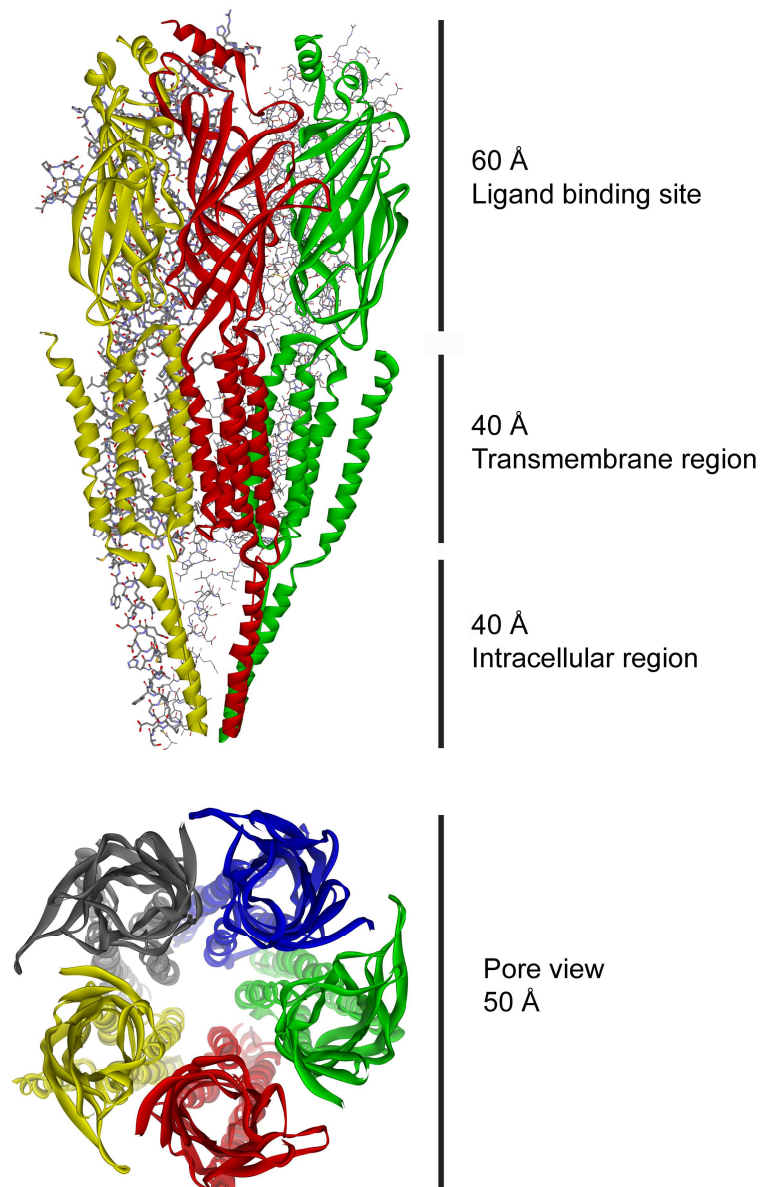 60 Å
Ligand binding site
40 Å
Transmembrane region
40 Å
Intracellular region
Pore view
50 Å